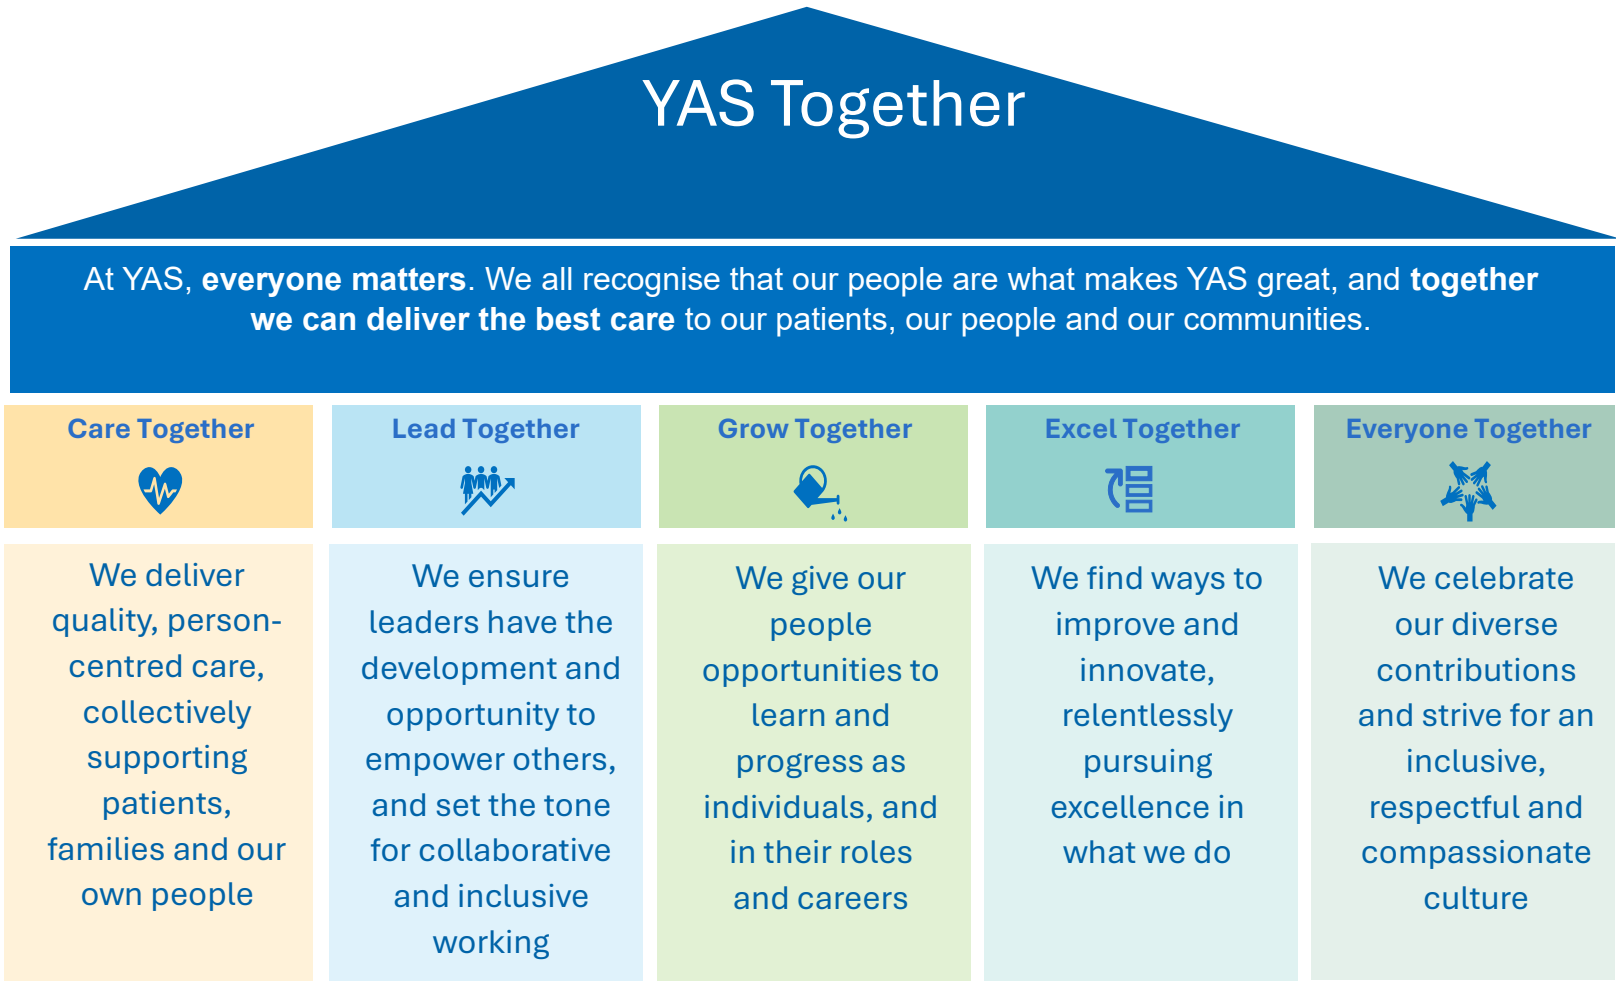 YAS Together
At YAS, everyone matters. We all recognise that our people are what makes YAS great, and together
we can deliver the best care to our patients, our people and our communities.
Care Together
We deliver
quality, person-
centred care,
collectively
supporting
patients,
families and our
own people
Lead Together
We ensure
leaders have the
development and
opportunity to
empower others,
and set the tone
for collaborative
and inclusive
working
Grow Together
We give our
people
opportunities to
learn and
progress as
individuals, and
in their roles
and careers
Excel Together
We find ways to
improve and
innovate,
relentlessly
pursuing
excellence in
what we do
Everyone Together
We celebrate
our diverse
contributions
and strive for an
inclusive,
respectful and
compassionate
culture